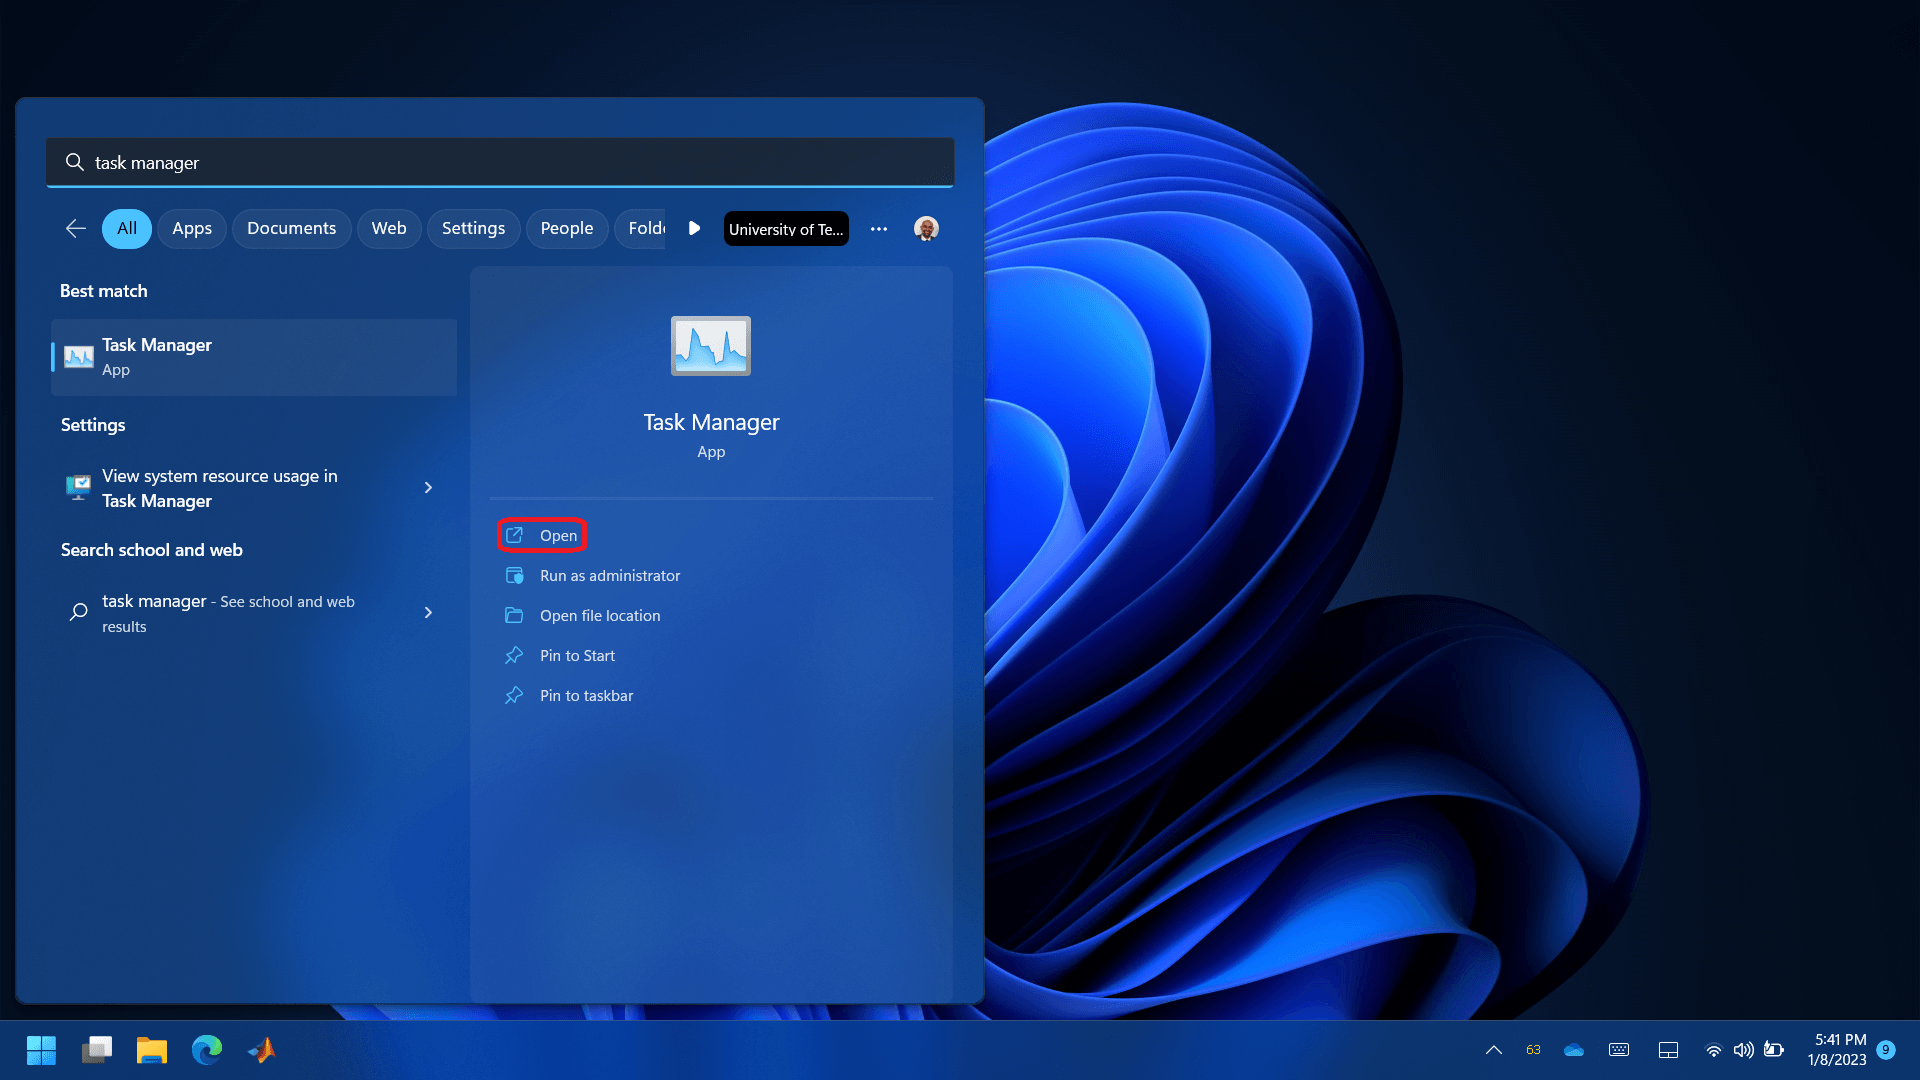 task manager
All
Apps
Documents
Web
Settings
People
Folde
University of Te...
Best match
Task Manager
App
Settings
View system resource usage in
Task Manager
Search school and web
task manager - See school and web
results
Task Manager
App
Open
Run as administrator
Open file location
Pin to Start
Pin to taskbar
63
5:41 PM
1/8/2023
9